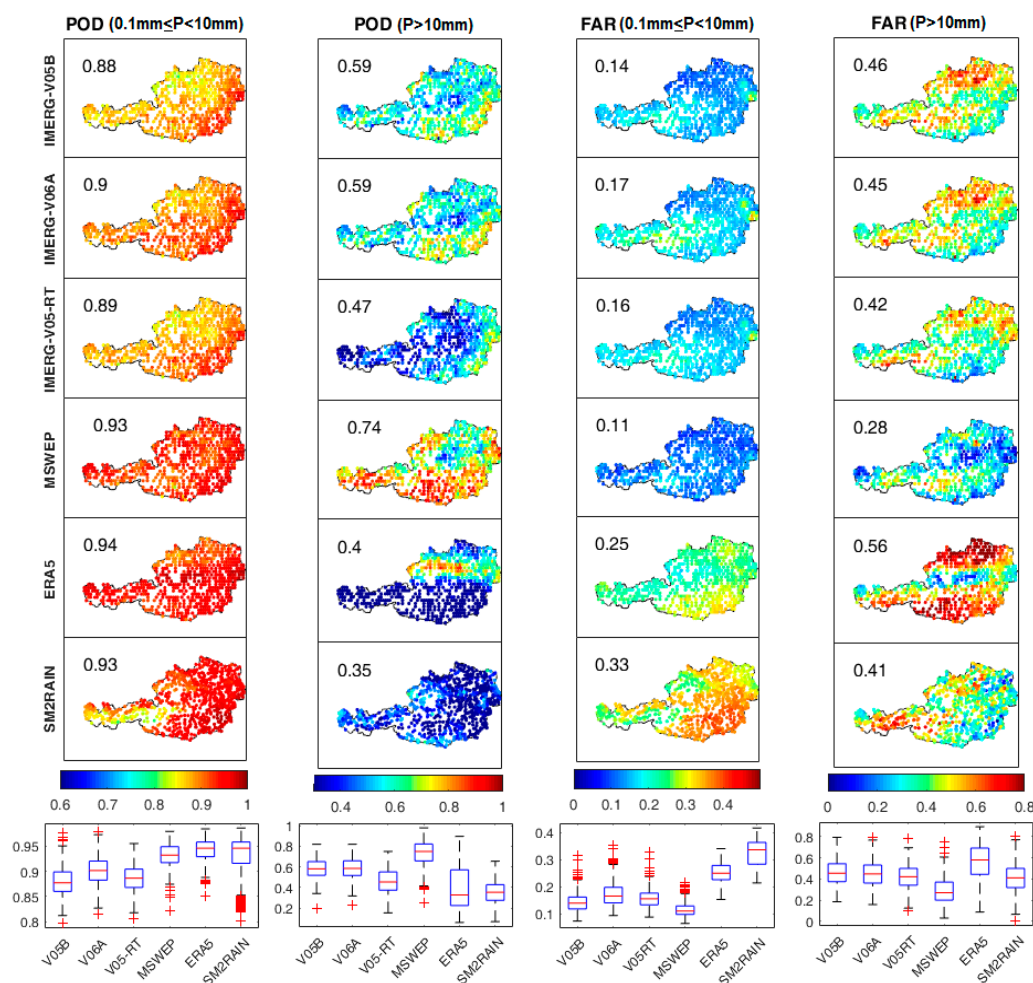 POD (0.1mm≤P<10mm) POD (P>10mm) FAR (0.1mm≤P<10mm) FAR (P>10mm)
IMERG-V05B
0.88 0.59 0.14 0.46
IMERG-V06A
0.9 0.59 0.17 0.45
IMERG-V05-RT
0.89 0.47 0.16 0.42
MSWEP
0.93 0.74 0.11 0.28
ERA5
0.94 0.4 0.25 0.56
SM2RAIN
0.93 0.35 0.33 0.41
0.6 0.7 0.8 0.9 1
0.4 0.6 0.8 1
0 0.1 0.2 0.3 0.4
0 0.2 0.4 0.6 0.8
0.95
0.9
0.85
0.8
V05B V06A V05-RT MSWEP ERA5 SM2RAIN
1
0.8
0.6
0.4
0.2
V05B V06A V05-RT MSWEP ERA5 SM2RAIN
0.4
0.3
0.2
0.1
V05B V06A V05RT MSWEP ERA5 SM2RAIN
0.8
0.6
0.4
0.2
0
V05B V06A V05RT MSWEP ERA5 SM2RAIN